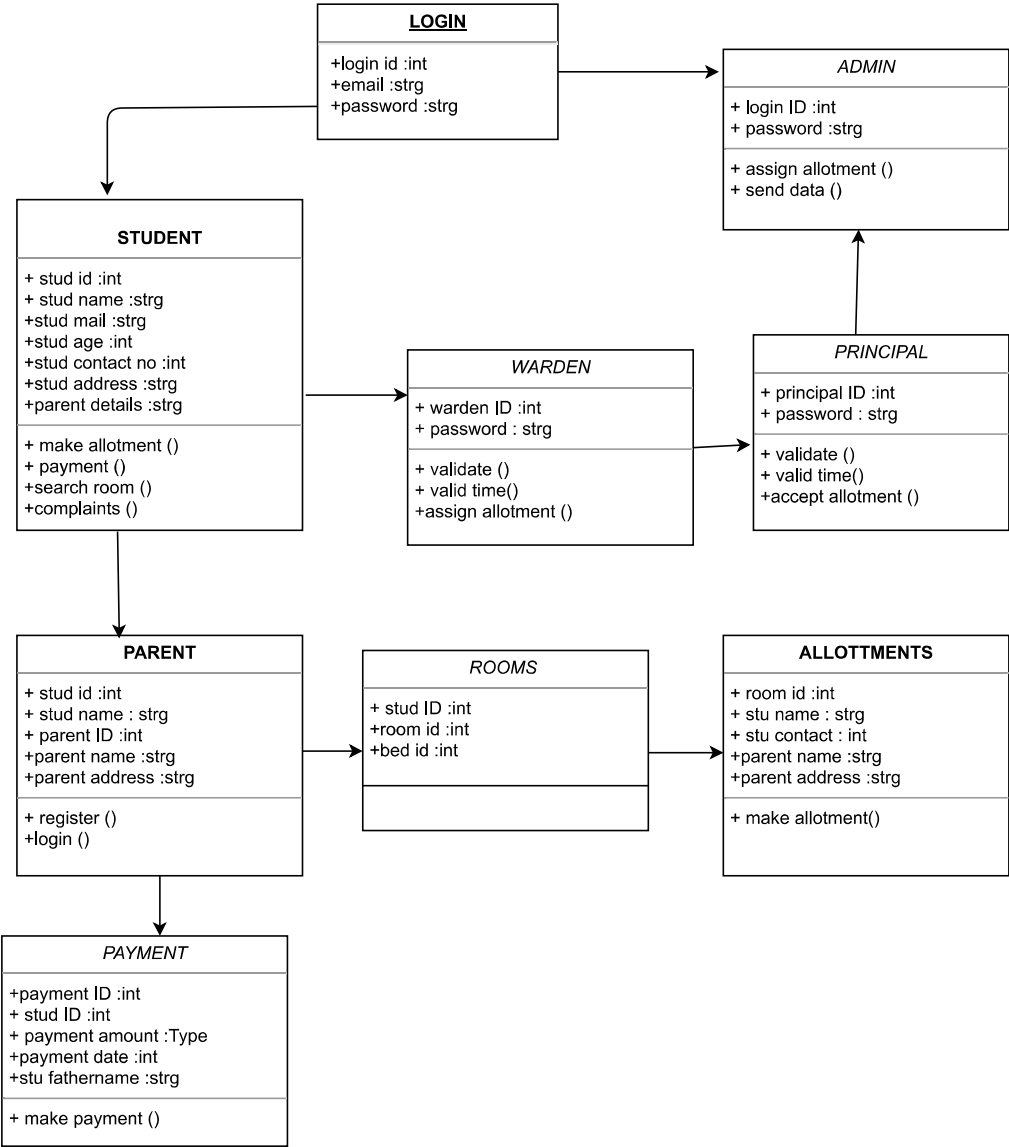 LOGIN
+login id :int
+email :strg
+password :strg
ADMIN
+ login ID :int
+ password :strg
+ assign allotment ()
+ send data ()
STUDENT
+ stud id :int
+ stud name :strg
+stud mail :strg
+stud age :int
+stud contact no :int
+stud address :strg
+parent details :strg
+ make allotment ()
+ payment ()
+search room ()
+complaints ()
WARDEN
+ warden ID :int
+ password : strg
+ validate ()
+ valid time()
+assign allotment ()
PRINCIPAL
+ principal ID :int
+ password : strg
+ validate ()
+ valid time()
+accept allotment ()
PARENT
+ stud id :int
+ stud name : strg
+ parent ID :int
+parent name :strg
+parent address :strg
+ register ()
+login ()
ROOMS
+ stud ID :int
+room id :int
+bed id :int
ALLOTTMENTS
+ room id :int
+ stu name : strg
+ stu contact : int
+parent name :strg
+parent address :strg
+ make allotment()
PAYMENT
+payment ID :int
+ stud ID :int
+ payment amount :Type
+payment date :int
+stu fathername :strg
+ make payment ()